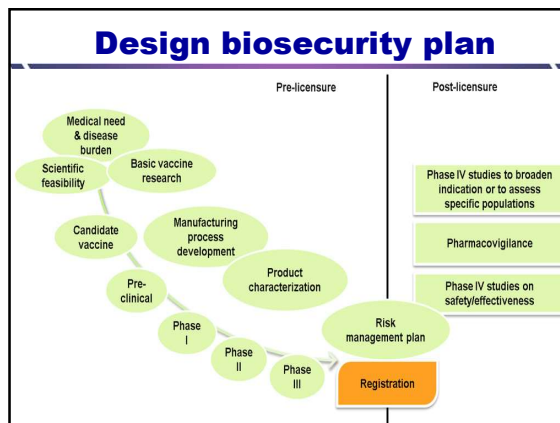 Design biosecurity plan
Pre-licensure
Post-licensure
Medical need
& disease
burden
Scientific
feasibility
Basic vaccine
research
Candidate
vaccine
Manufacturing
process
development
Product
characterization
Pre-
clinical
Phase
I
Phase
II
Phase
III
Risk
management plan
Registration
Phase IV studies to broaden
indication or to assess
specific populations
Pharmacovigilance
Phase IV studies on
safety/effectiveness